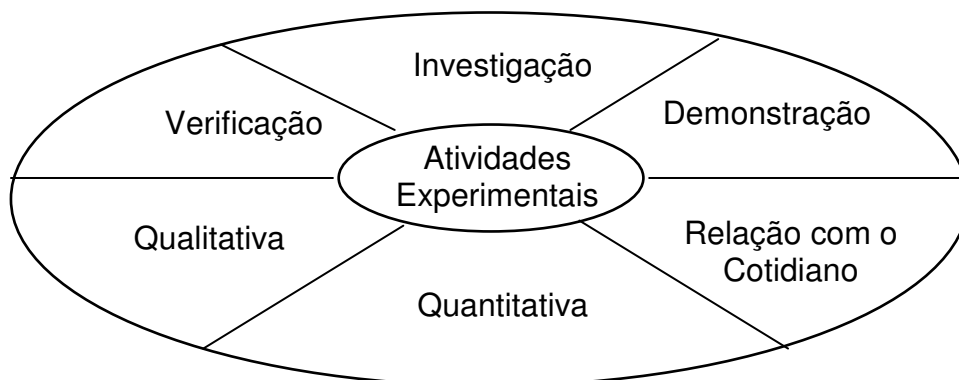 Investigação
Verificação
Demonstração
Atividades
Experimentais
Qualitativa
Relação com o
Cotidiano
Quantitativa